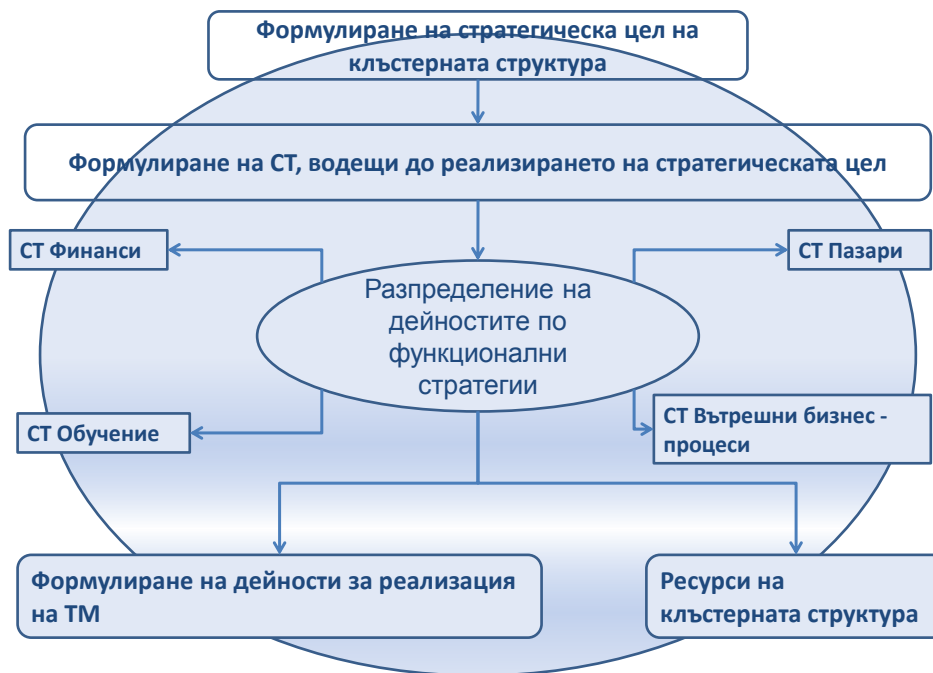 Формулиране на стратегическа цел на
клъстерната структура
Формулиране на СТ, водещи до реализирането на стратегическата цел
СТ Финанси
СТ Пазари
Разпределение на
дейностите по
функционални
стратегии
СТ Обучение
СТ Вътрешни бизнес -
процеси
Формулиране на дейности за реализация
на ТМ
Ресурси на
клъстерната структура